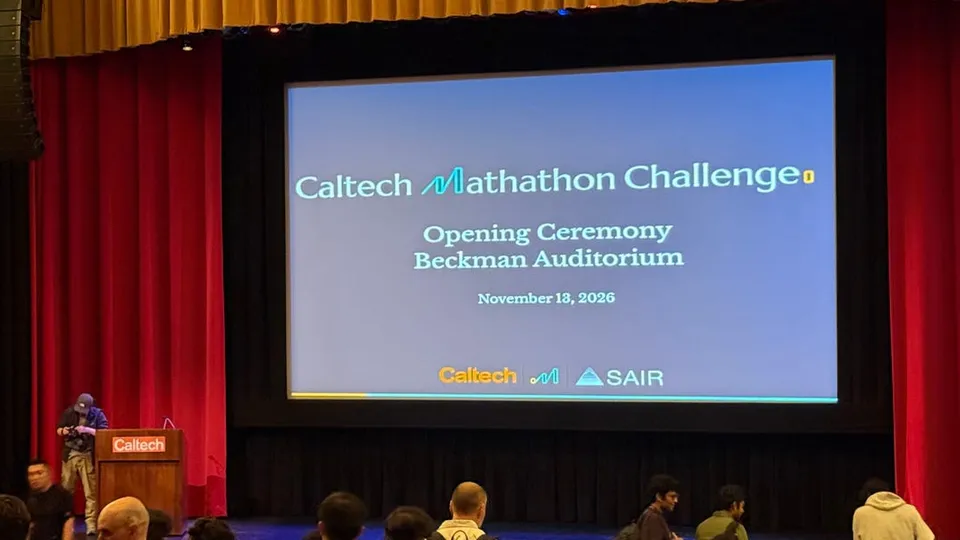 Caltech Mathathon Challenge
Opening Ceremony
Beckman Auditorium
November 13, 2026
Caltech M SAIR
Caltech